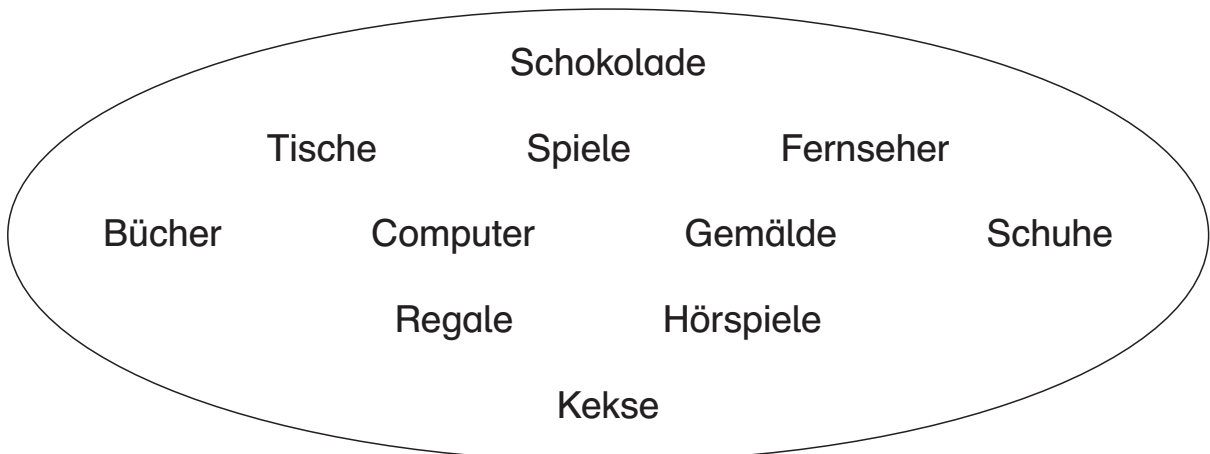 Schokolade
Tische Spiele Fernseher
Bücher Computer Gemälde Schuhe
Regale Hörspiele
Kekse